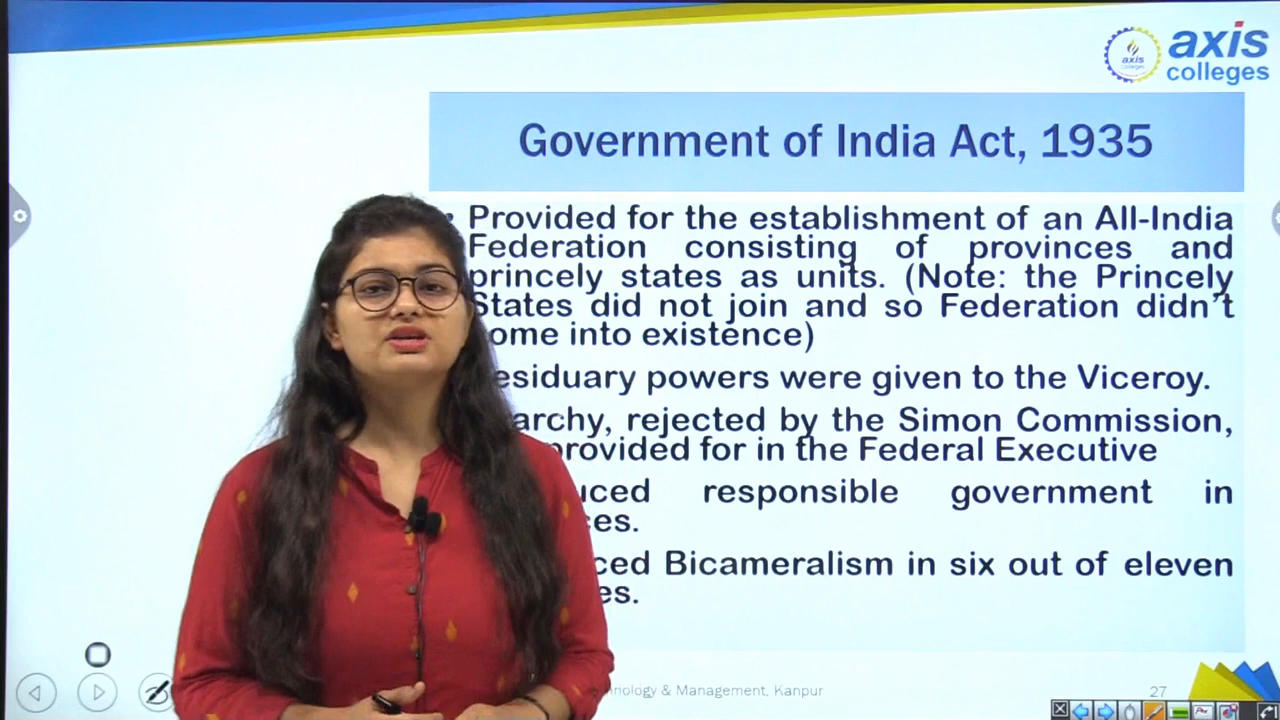 axis
colleges
axis
colleges
Government of India Act, 1935
Provided for the establishment of an All-India
Federation consisting of provinces and
princely states as units. (Note: the Princely
States did not join and so Federation didn't
ome into existence)
esiduary powers were given to the Viceroy.
archy, rejected by the Simon Commission,
provided for in the Federal Executive
uced responsible government in
ces.
ced Bicameralism in six out of eleven
es.
nology & Management, Kanpur
27